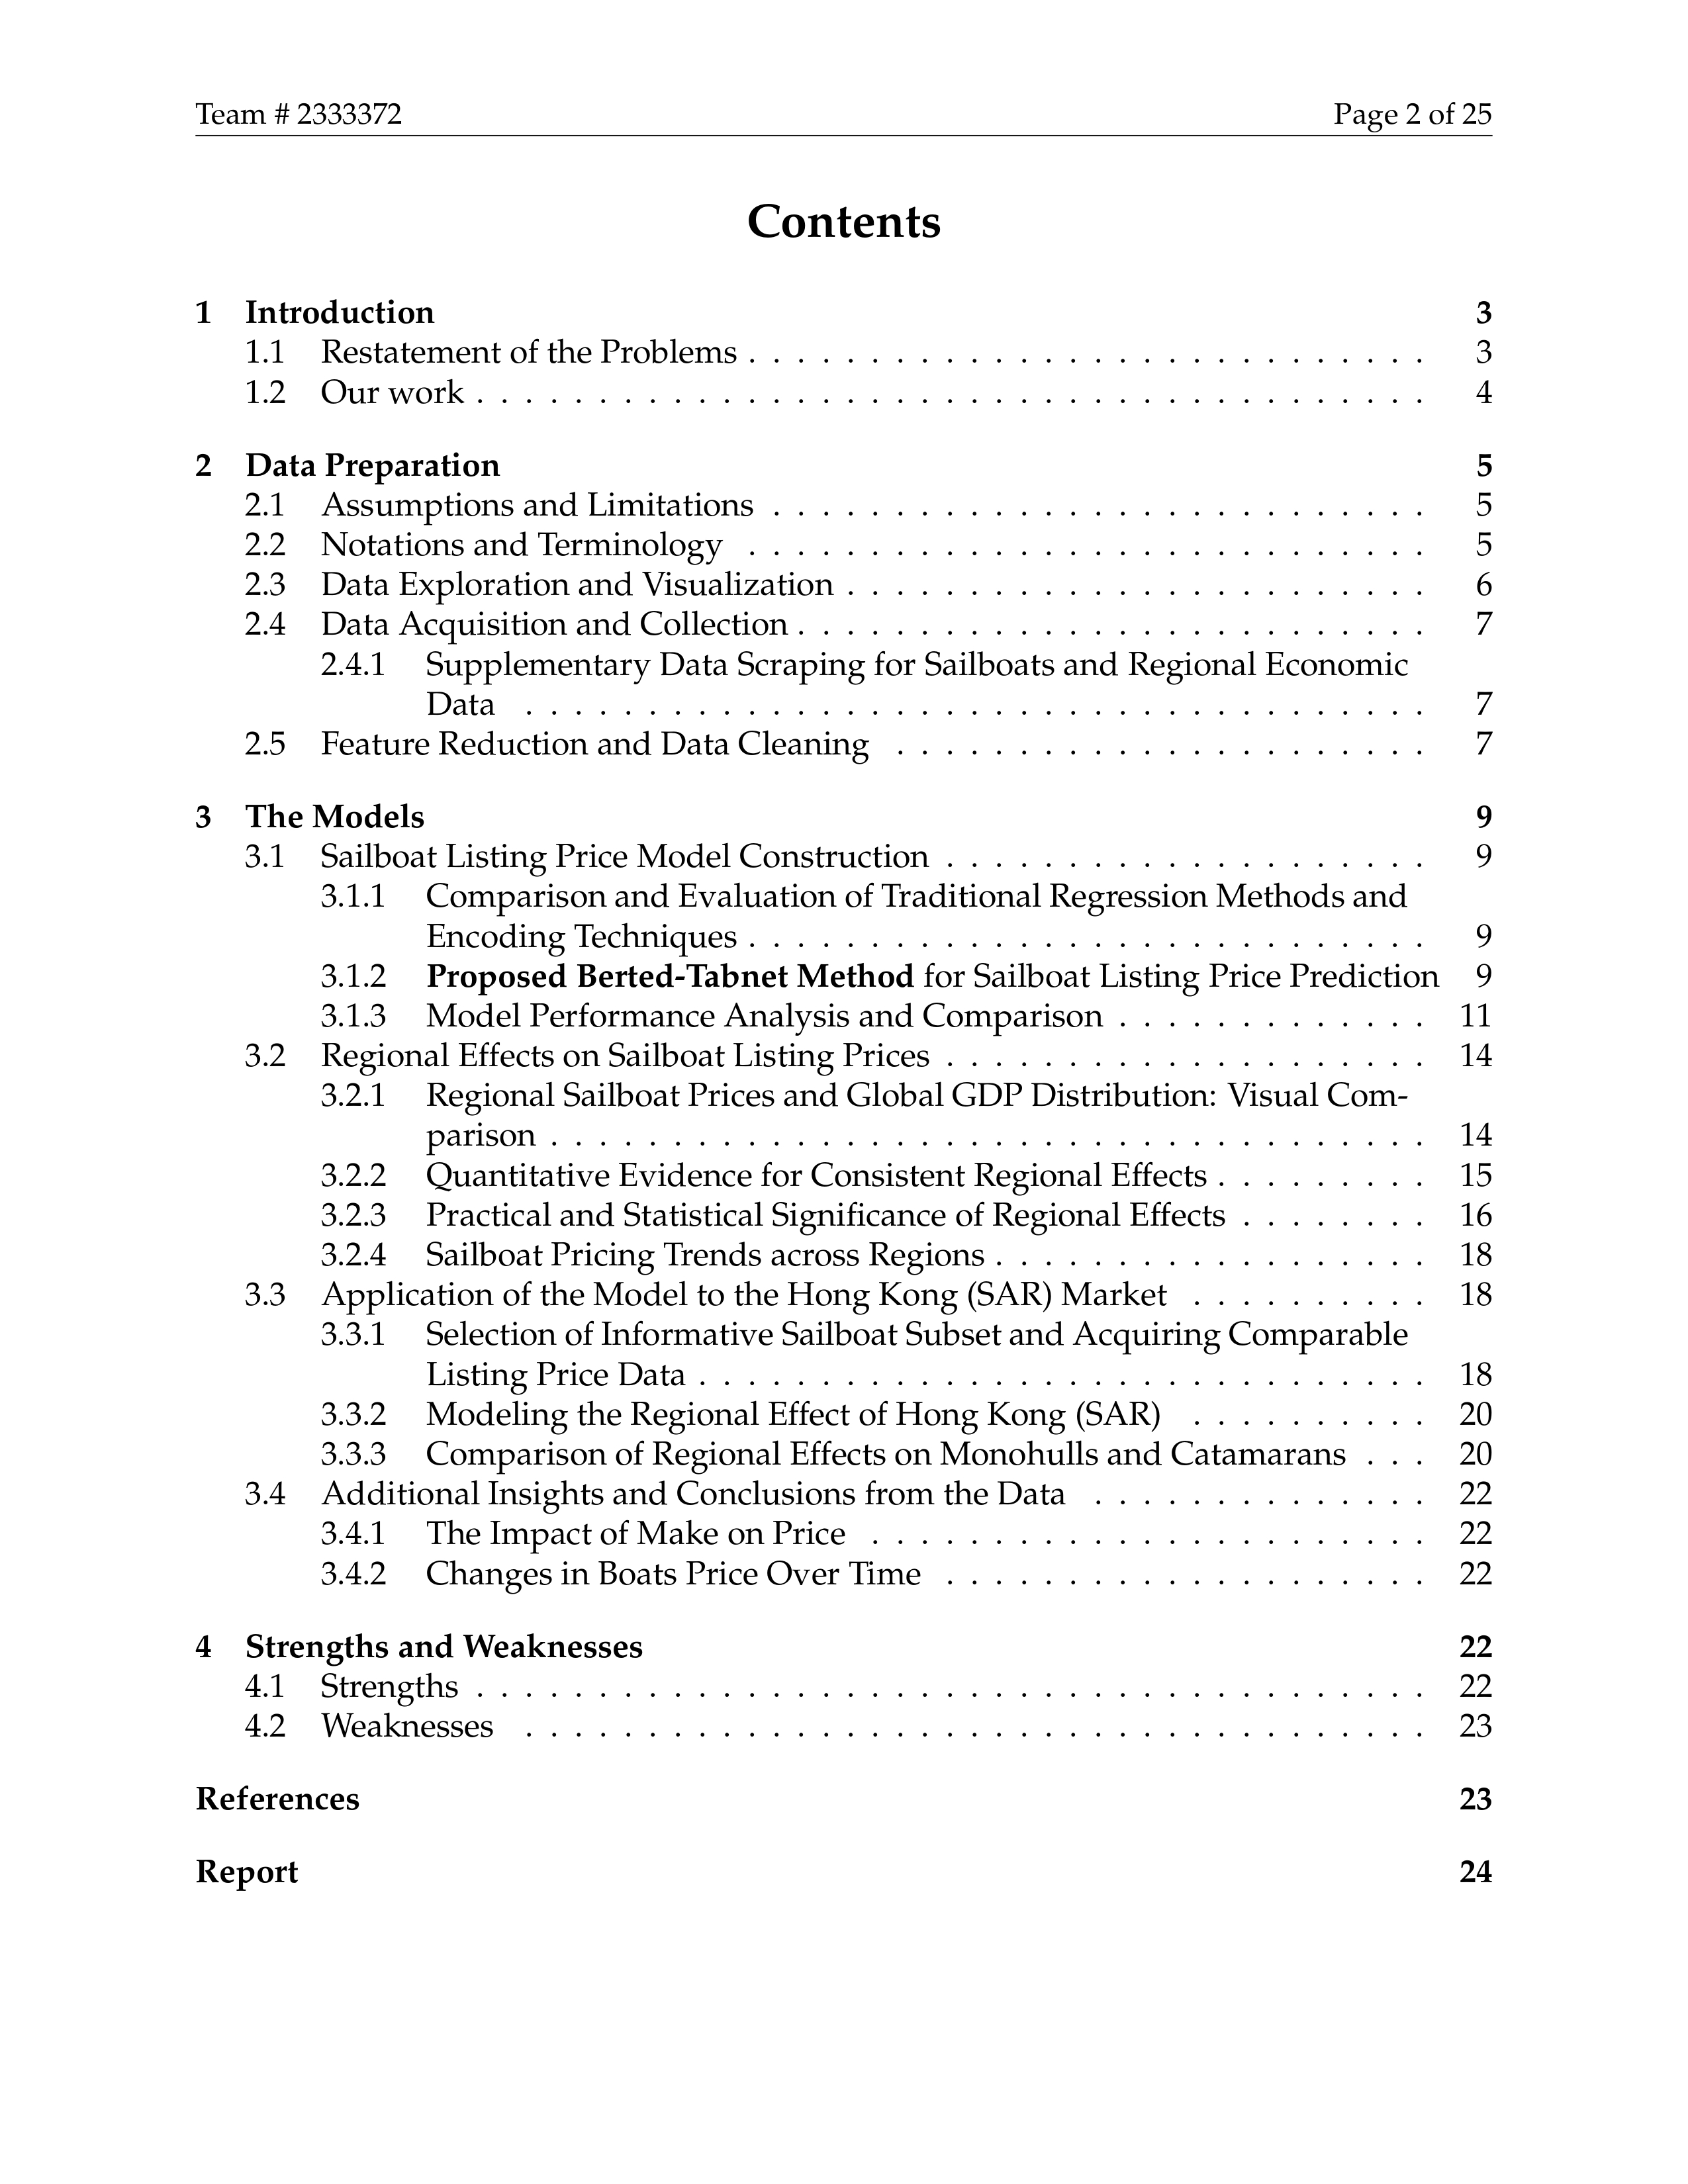 Team # 2333372 Page 2 of 25
Contents
1 Introduction 3
1.1 Restatement of the Problems . . . . . . . . . . . . . . . . . . . . . . . . . . . . 3
1.2 Our work . . . . . . . . . . . . . . . . . . . . . . . . . . . . . . . . . . . . . . . 4
2 Data Preparation 5
2.1 Assumptions and Limitations . . . . . . . . . . . . . . . . . . . . . . . . . . . 5
2.2 Notations and Terminology . . . . . . . . . . . . . . . . . . . . . . . . . . . . 5
2.3 Data Exploration and Visualization . . . . . . . . . . . . . . . . . . . . . . . . 6
2.4 Data Acquisition and Collection . . . . . . . . . . . . . . . . . . . . . . . . . . 7
2.4.1 Supplementary Data Scraping for Sailboats and Regional Economic
Data . . . . . . . . . . . . . . . . . . . . . . . . . . . . . . . . . . . . . 7
2.5 Feature Reduction and Data Cleaning . . . . . . . . . . . . . . . . . . . . . . 7
3 The Models 9
3.1 Sailboat Listing Price Model Construction . . . . . . . . . . . . . . . . . . . . 9
3.1.1 Comparison and Evaluation of Traditional Regression Methods and
Encoding Techniques . . . . . . . . . . . . . . . . . . . . . . . . . . . . 9
3.1.2 Proposed Berted-Tabnet Method for Sailboat Listing Price Prediction 9
3.1.3 Model Performance Analysis and Comparison . . . . . . . . . . . . . 11
3.2 Regional Effects on Sailboat Listing Prices . . . . . . . . . . . . . . . . . . . . 14
3.2.1 Regional Sailboat Prices and Global GDP Distribution: Visual Com-
parison . . . . . . . . . . . . . . . . . . . . . . . . . . . . . . . . . . . . 14
3.2.2 Quantitative Evidence for Consistent Regional Effects . . . . . . . . . 15
3.2.3 Practical and Statistical Significance of Regional Effects . . . . . . . . 16
3.2.4 Sailboat Pricing Trends across Regions . . . . . . . . . . . . . . . . . . 18
3.3 Application of the Model to the Hong Kong (SAR) Market . . . . . . . . . . 18
3.3.1 Selection of Informative Sailboat Subset and Acquiring Comparable
Listing Price Data . . . . . . . . . . . . . . . . . . . . . . . . . . . . . . 18
3.3.2 Modeling the Regional Effect of Hong Kong (SAR) . . . . . . . . . . 20
3.3.3 Comparison of Regional Effects on Monohulls and Catamarans . . . 20
3.4 Additional Insights and Conclusions from the Data . . . . . . . . . . . . . . 22
3.4.1 The Impact of Make on Price . . . . . . . . . . . . . . . . . . . . . . . 22
3.4.2 Changes in Boats Price Over Time . . . . . . . . . . . . . . . . . . . . 22
4 Strengths and Weaknesses 22
4.1 Strengths . . . . . . . . . . . . . . . . . . . . . . . . . . . . . . . . . . . . . . . 22
4.2 Weaknesses . . . . . . . . . . . . . . . . . . . . . . . . . . . . . . . . . . . . . 23
References 23
Report 24